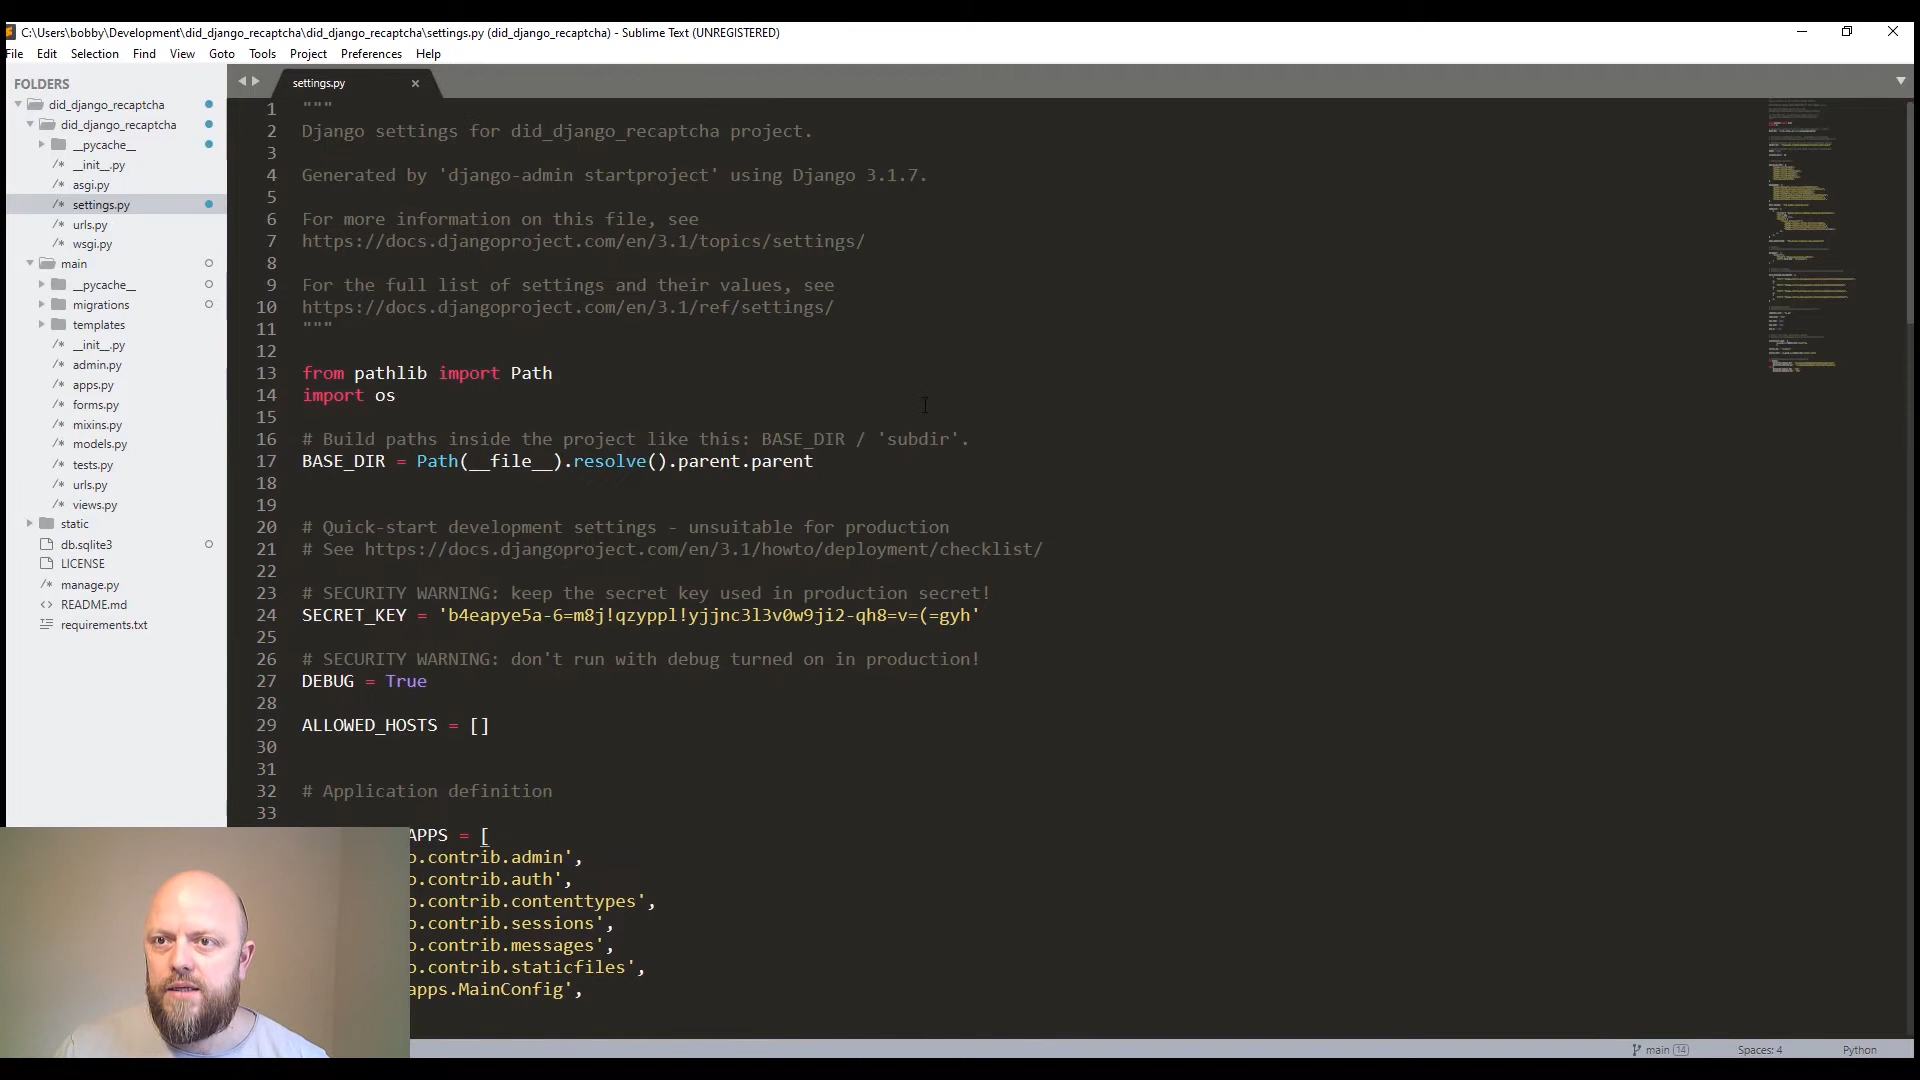 C:\Users\bobby\Development\did_django_recaptcha\did_django_recaptcha\settings.py (did_django_recaptcha) - Sublime Text (UNREGISTERED)
File Edit Selection Find View Goto Tools Project Preferences Help
FOLDERS
did_django_recaptcha
did_django_recaptcha
__pycache__
__init__.py
asgi.py
settings.py
urls.py
wsgi.py
main
__pycache__
migrations
templates
__init__.py
admin.py
apps.py
forms.py
mixins.py
models.py
tests.py
urls.py
views.py
static
db.sqlite3
LICENSE
manage.py
README.md
requirements.txt
settings.py
1 """
2 Django settings for did_django_recaptcha project.
3
4 Generated by 'django-admin startproject' using Django 3.1.7.
5
6 For more information on this file, see
7 https://docs.djangoproject.com/en/3.1/topics/settings/
8
9 For the full list of settings and their values, see
10 https://docs.djangoproject.com/en/3.1/ref/settings/
11 """
12
13 from pathlib import Path
14 import os
15
16 # Build paths inside the project like this: BASE_DIR / 'subdir'.
17 BASE_DIR = Path(__file__).resolve().parent.parent
18
19
20 # Quick-start development settings - unsuitable for production
21 # See https://docs.djangoproject.com/en/3.1/howto/deployment/checklist/
22
23 # SECURITY WARNING: keep the secret key used in production secret!
24 SECRET_KEY = 'b4eapye5a-6=m8j!qzyppl!yjjnc3l3v0w9ji2-qh8=v=(=gyh'
25
26 # SECURITY WARNING: don't run with debug turned on in production!
27 DEBUG = True
28
29 ALLOWED_HOSTS = []
30
31
32 # Application definition
33
APPS = [
o.contrib.admin',
o.contrib.auth',
o.contrib.contenttypes',
o.contrib.sessions',
o.contrib.messages',
o.contrib.staticfiles',
apps.MainConfig',
main 14 Spaces: 4 Python